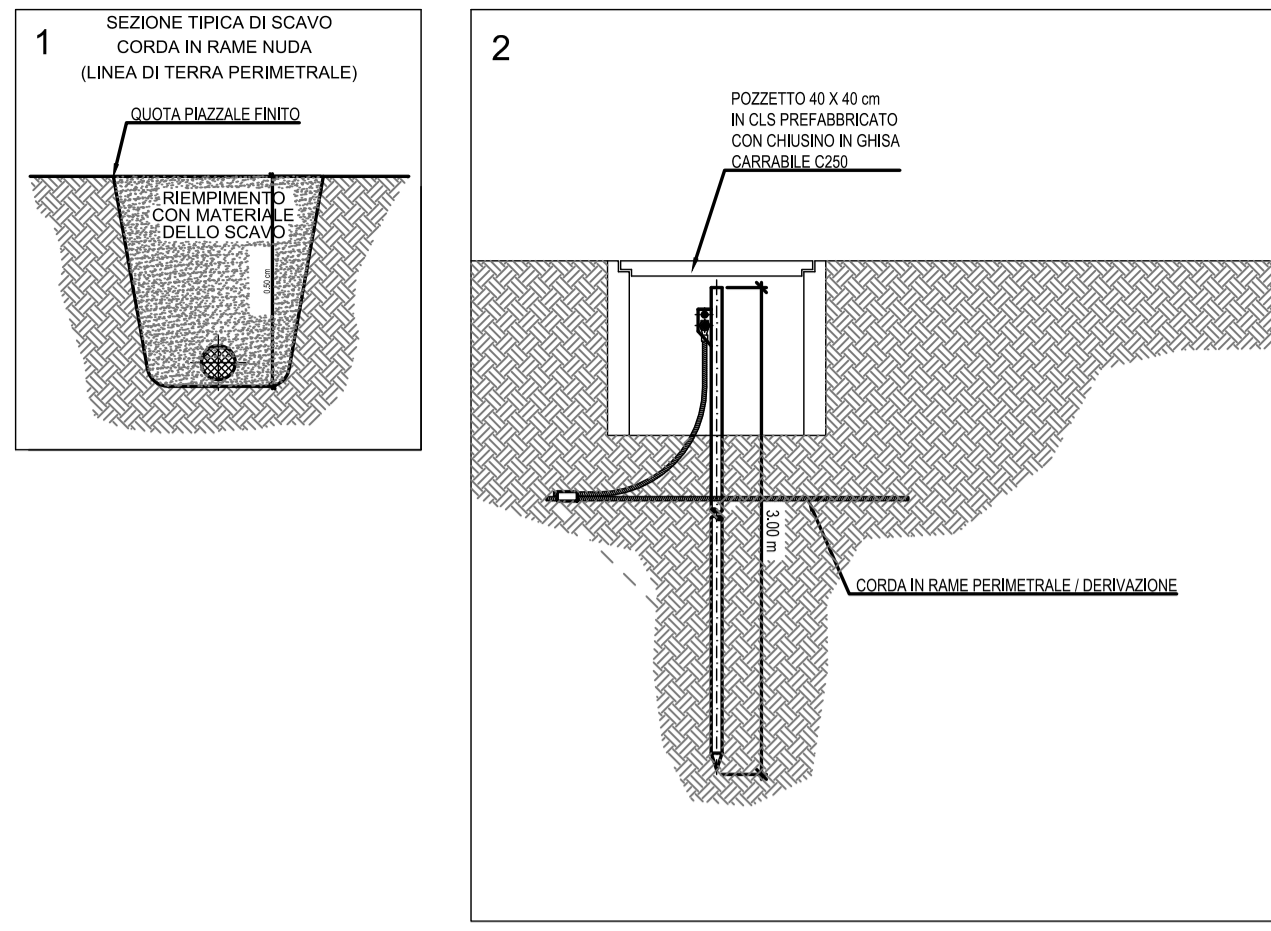 1
SEZIONE TIPICA DI SCAVO
CORDA IN RAME NUDA
(LINEA DI TERRA PERIMETRALE)
QUOTA PIAZZALE FINITO
RIEMPIMENTO
CON MATERIALE
DELLO SCAVO
0.50 cm
2
POZZETTO 40 X 40 cm
IN CLS PREFABBRICATO
CON CHIUSINO IN GHISA
CARRABILE C250
3.00 m
CORDA IN RAME PERIMETRALE / DERIVAZIONE